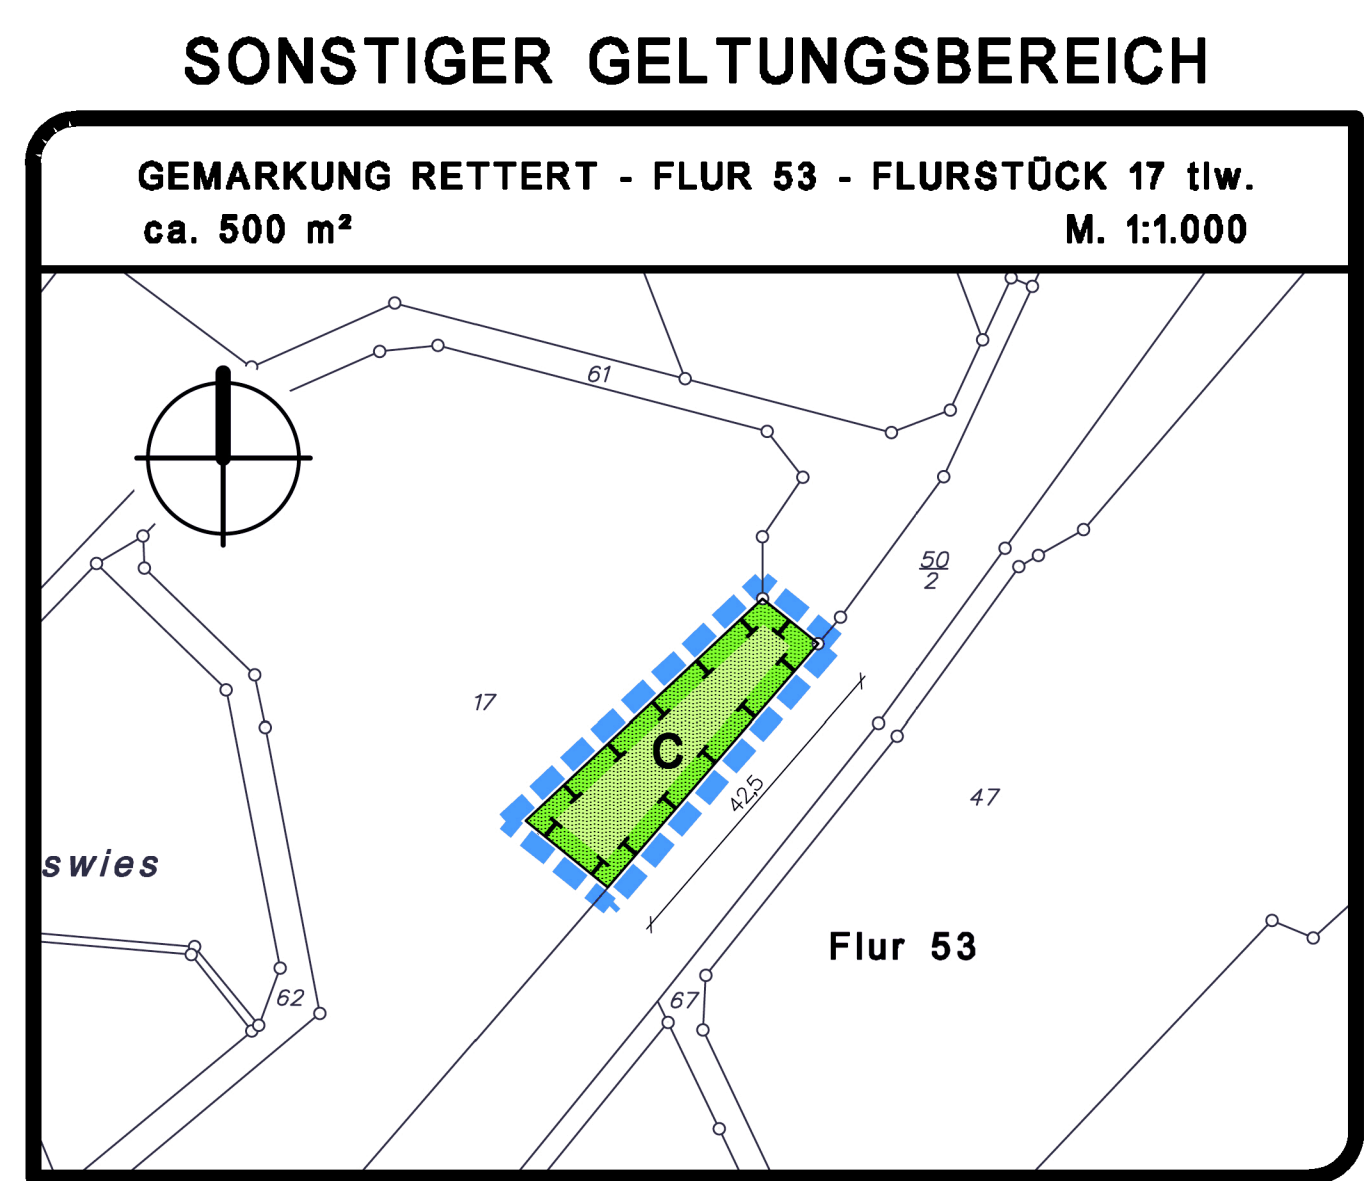 SONSTIGER GELTUNGSBEREICH
GEMARKUNG RETTERT - FLUR 53 - FLURSTÜCK 17 tlw.
ca. 500 m² M. 1:1.000
61
50
2
17
C
42,5
47
swies
Flur 53
62
67